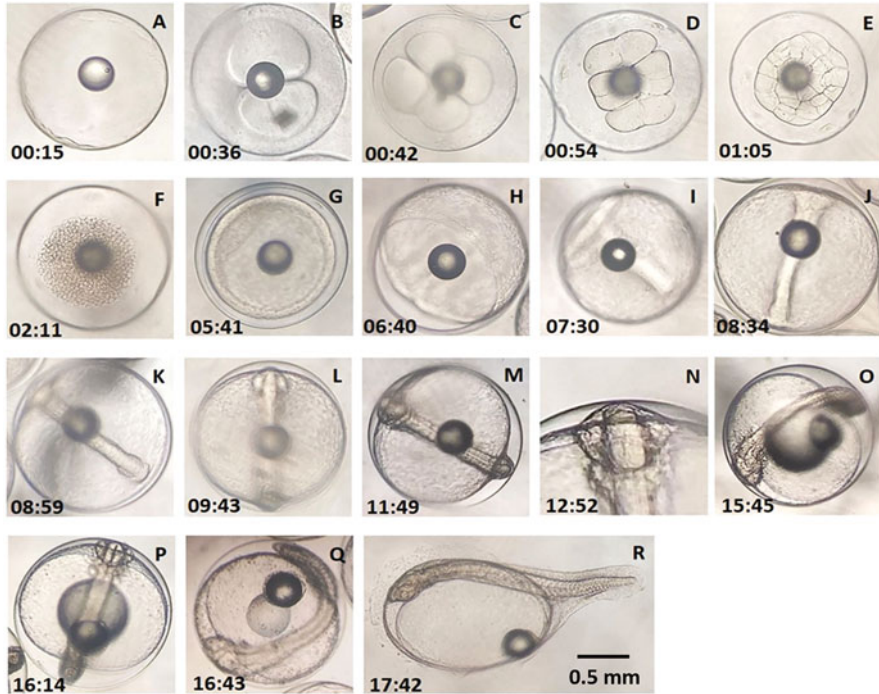 A B C D E
00:15 00:36 00:42 00:54 01:05
F G H I J
02:11 05:41 06:40 07:30 08:34
K L M N O
08:59 09:43 11:49 12:52 15:45
P Q R
0.5 mm
16:14 16:43 17:42